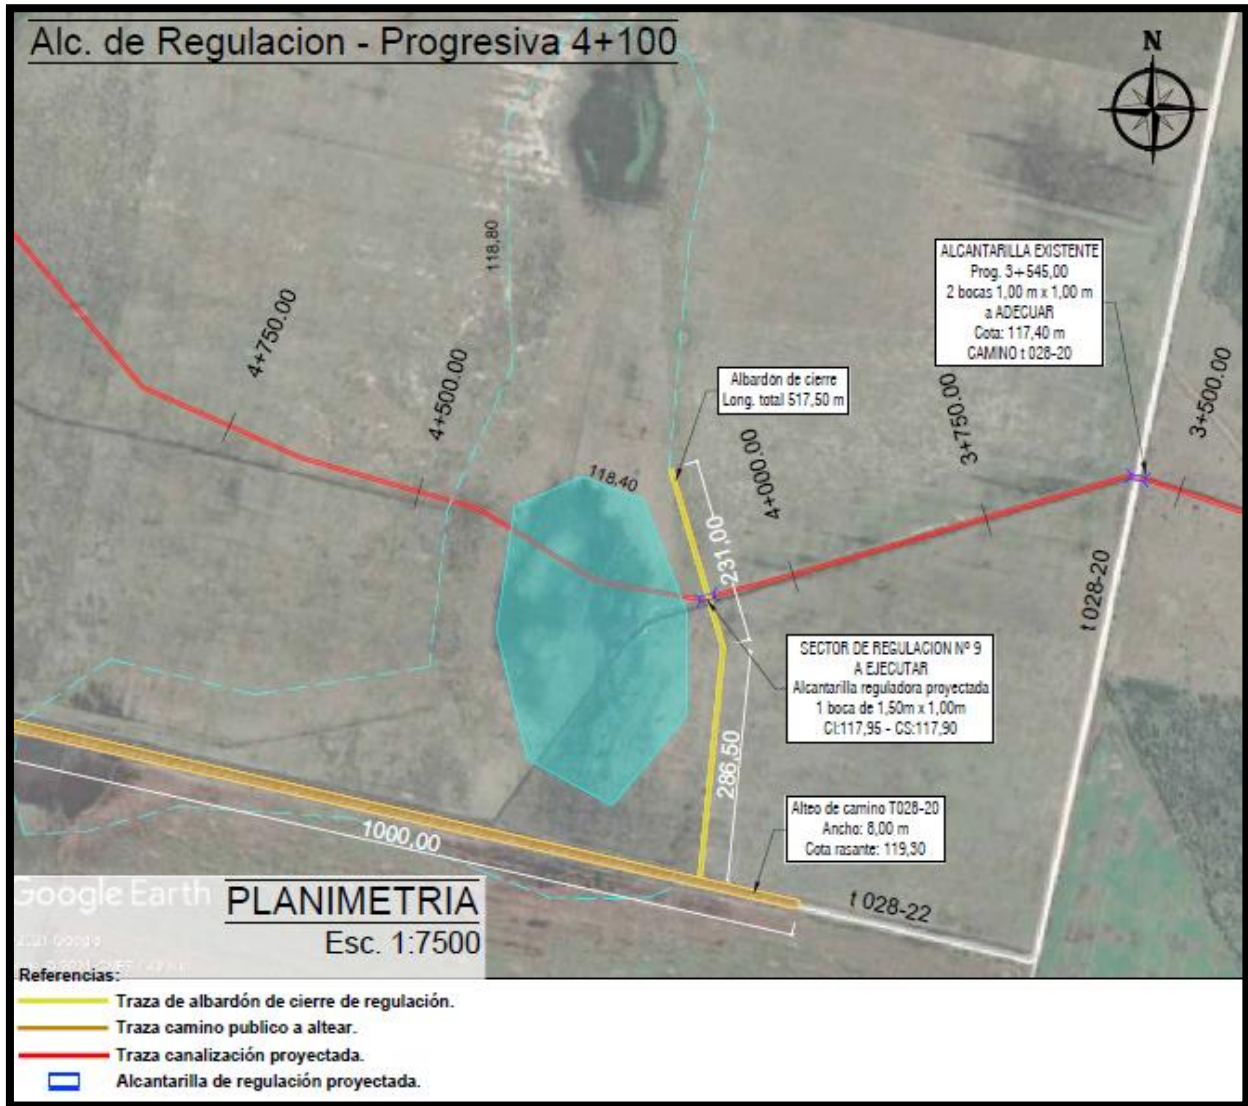 Alc. de Regulacion - Progresiva 4+100
N
118,80
4+750.00
4+500.00
ALCANTARILLA EXISTENTE
Prog. 3+545,00
2 bocas 1,00 m x 1,00 m
a ADECUAR
Cota: 117,40 m
CAMINO t 028-20
Albardón de cierre
Long. total 517,50 m
3+750.00
3+500.00
118,40
4+000.00
231,00
t 028-20
SECTOR DE REGULACION Nº 9
A EJECUTAR
Alcantarilla reguladora proyectada
1 boca de 1,50m x 1,00m
CI:117,95 - CS:117,90
286,50
Alteo de camino T028-20
Ancho: 8,00 m
Cota rasante: 119,30
1000,00
t 028-22
Google Earth
PLANIMETRIA
Esc. 1:7500
Referencias:
Traza de albardón de cierre de regulación.
Traza camino publico a altear.
Traza canalización proyectada.
Alcantarilla de regulación proyectada.